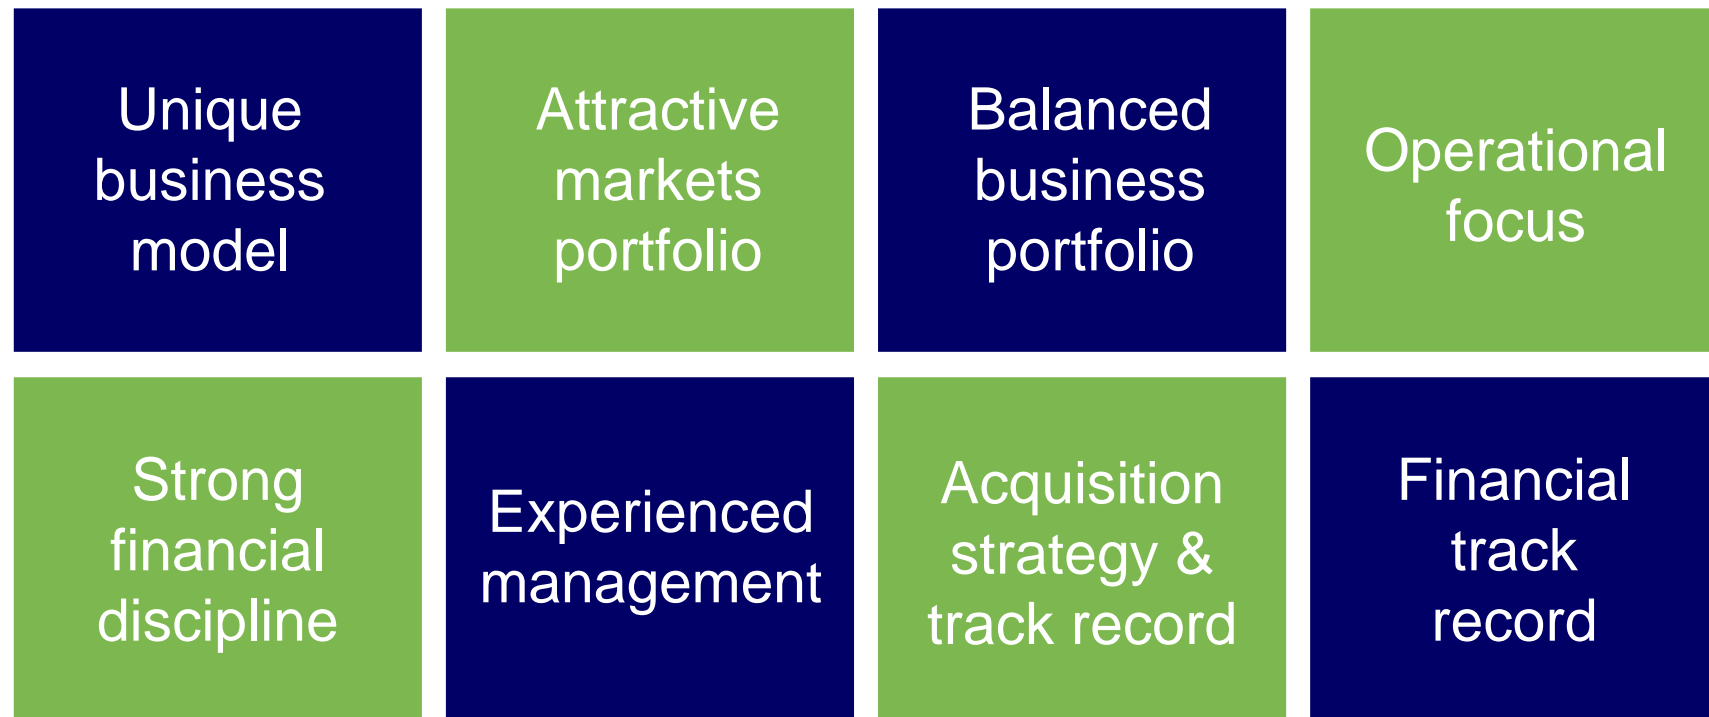 Unique
business
model
Attractive
markets
portfolio
Balanced
business
portfolio
Operational
focus
Strong
financial
discipline
Experienced
management
Acquisition
strategy &
track record
Financial
track
record